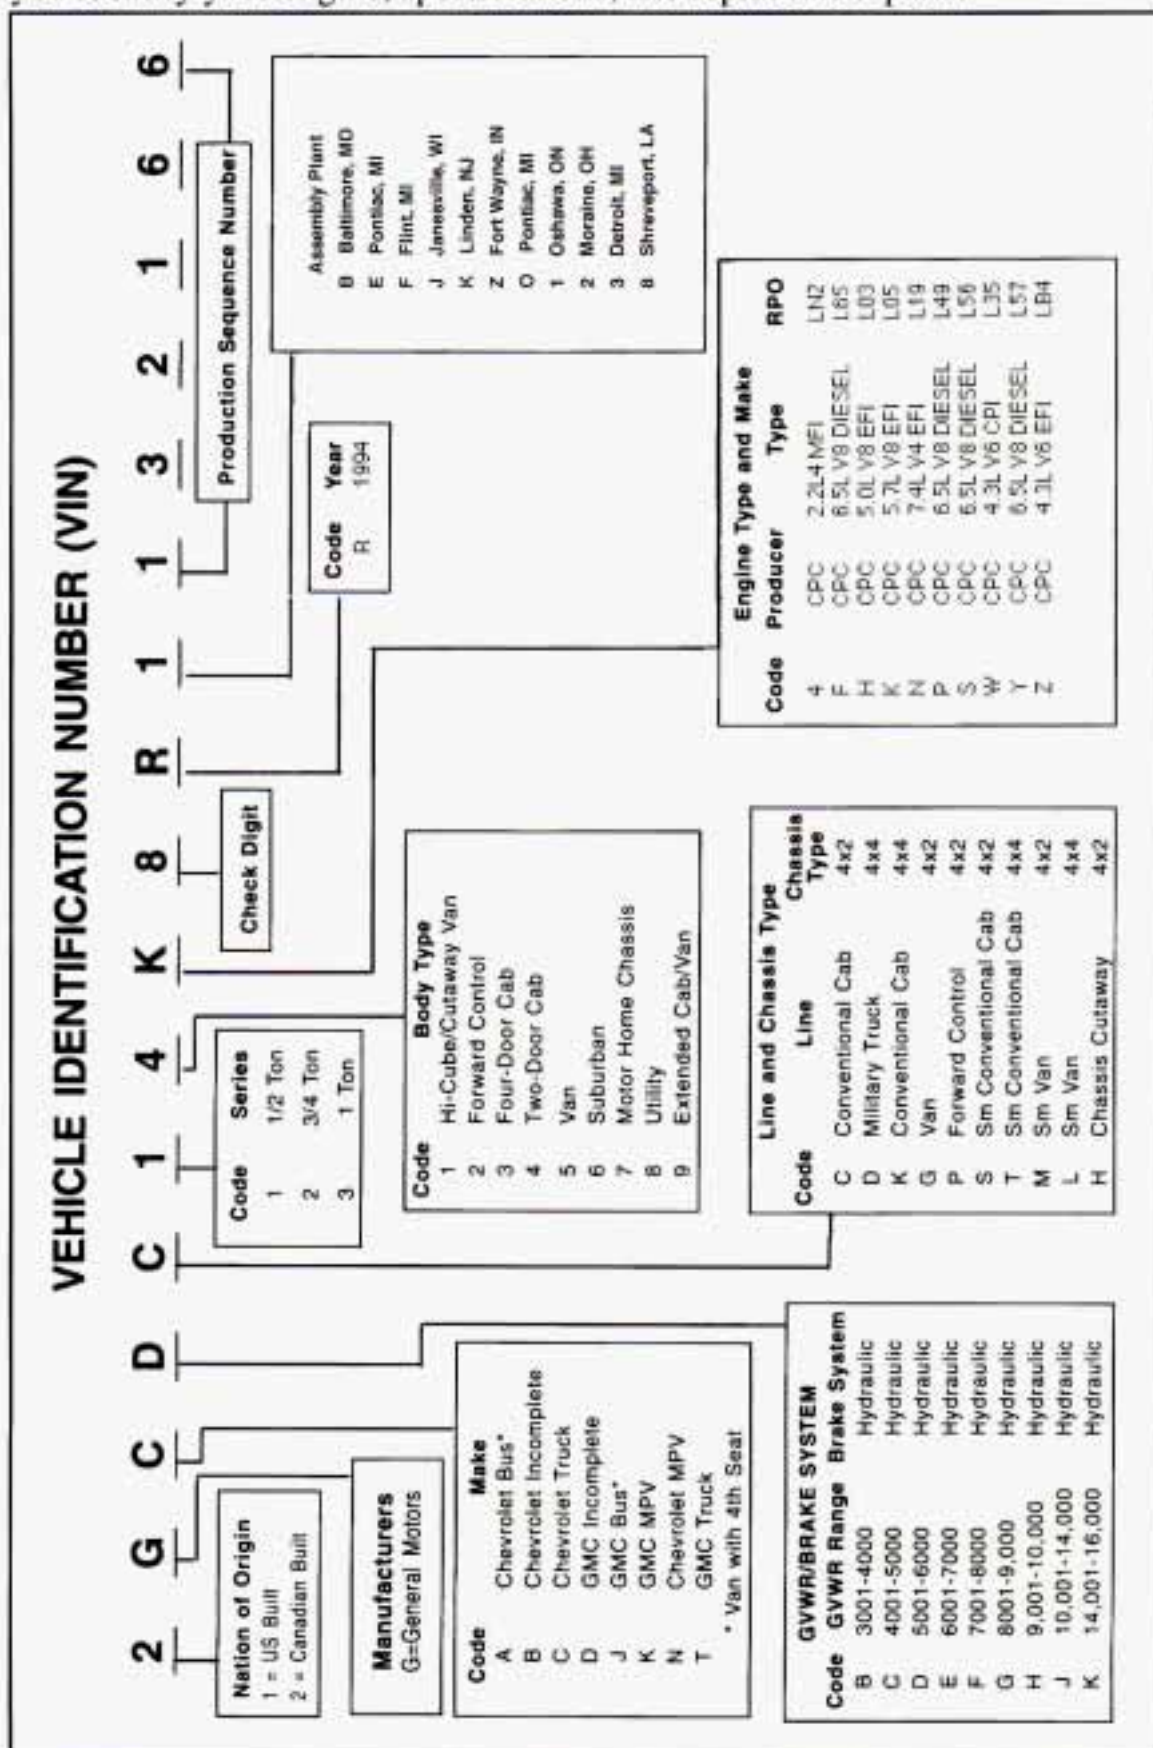 VEHICLE IDENTIFICATION NUMBER (VIN)
2 G C D C 1 4 K 8 R 1 1 3 2 1 6 6
Nation of Origin
1 = US Built
2 = Canadian Built
Manufacturers
G=General Motors
Code Make
A Chevrolet Bus*
B Chevrolet Incomplete
C Chevrolet Truck
D GMC Incomplete
J GMC Bus*
K GMC MPV
N Chevrolet MPV
T GMC Truck
* Van with 4th Seat
GVWR/BRAKE SYSTEM
Code GVWR Range Brake System
B 3001-4000 Hydraulic
C 4001-5000 Hydraulic
D 5001-6000 Hydraulic
E 6001-7000 Hydraulic
F 7001-8000 Hydraulic
G 8001-9,000 Hydraulic
H 9,001-10,000 Hydraulic
J 10,001-14,000 Hydraulic
K 14,001-16,000 Hydraulic
Code Series
1 1/2 Ton
2 3/4 Ton
3 1 Ton
Code Body Type
1 Hi-Cube/Cutaway Van
2 Forward Control
3 Four-Door Cab
4 Two-Door Cab
5 Van
6 Suburban
7 Motor Home Chassis
8 Utility
9 Extended Cab/Van
Line and Chassis Type
Code Line Chassis Type
C Conventional Cab 4x2
D Military Truck 4x4
K Conventional Cab 4x4
G Van 4x2
P Forward Control 4x2
S Sm Conventional Cab 4x2
T Sm Conventional Cab 4x4
M Sm Van 4x2
L Sm Van 4x4
H Chassis Cutaway 4x2
Check Digit
Code Year
R 1994
Production Sequence Number
Assembly Plant
B Baltimore, MD
E Pontiac, MI
F Flint, MI
J Janesville, WI
K Linden, NJ
Z Fort Wayne, IN
O Pontiac, MI
1 Oshawa, ON
2 Moraine, OH
3 Detroit, MI
8 Shreveport, LA
Engine Type and Make
Code Producer Type RPO
4 CPC 2.2L4 MFI LN2
F CPC 6.5L V8 DIESEL L65
H CPC 5.0L V8 EFI L03
K CPC 5.7L V8 EFI L05
N CPC 7.4L V4 EFI L19
P CPC 6.5L V8 DIESEL L49
S CPC 6.5L V8 DIESEL L56
W CPC 4.3L V6 CPI L35
Y CPC 6.5L V8 DIESEL L57
Z CPC 4.3L V6 EFI LB4